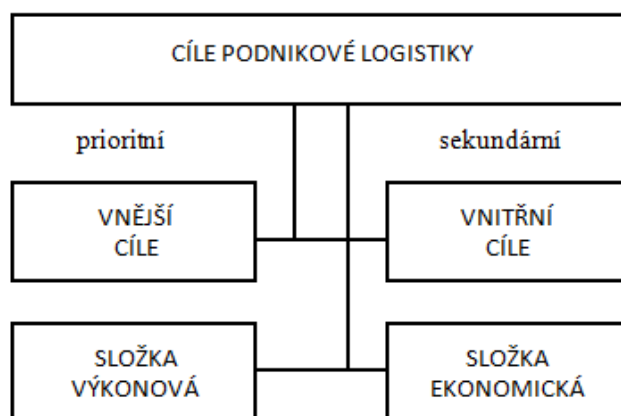 CÍLE PODNIKOVÉ LOGISTIKY
prioritní
sekundární
VNĚJŠÍ
CÍLE
VNITŘNÍ
CÍLE
SLOŽKA
VÝKONOVÁ
SLOŽKA
EKONOMICKÁ